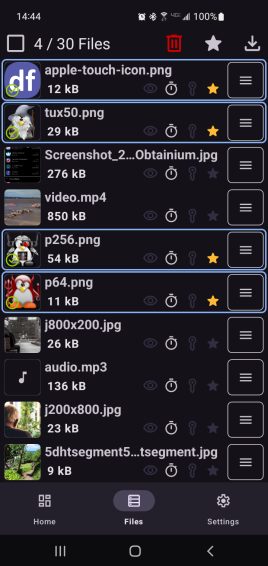 14:44
100%
4 / 30 Files
df
apple-touch-icon.png
12 kB
tux50.png
29 kB
Screenshot_2...Obtainium.jpg
276 kB
video.mp4
850 kB
p256.png
54 kB
p64.png
11 kB
j800x200.jpg
26 kB
audio.mp3
136 kB
j200x800.jpg
23 kB
5dhtsegment5...tsegment.jpg
9 kB
Home
Files
Settings